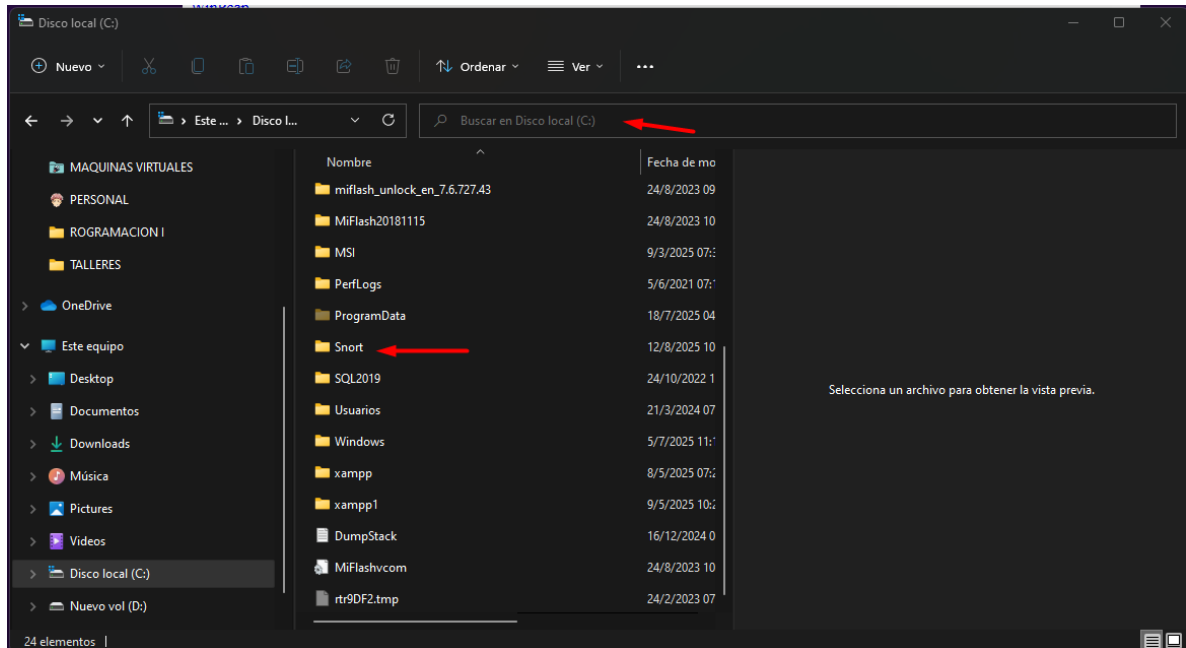 WinPcap
Disco local (C:)
Nuevo
Ordenar
Ver
Este ... > Disco l...
Buscar en Disco local (C:)
MAQUINAS VIRTUALES
PERSONAL
ROGRAMACION I
TALLERES
OneDrive
Este equipo
Desktop
Documentos
Downloads
Música
Pictures
Videos
Disco local (C:)
Nuevo vol (D:)
Nombre Fecha de mo
miflash_unlock_en_7.6.727.43 24/8/2023 09
MiFlash20181115 24/8/2023 10
MSI 9/3/2025 07:
PerfLogs 5/6/2021 07:
ProgramData 18/7/2025 04
Snort 12/8/2025 10
SQL2019 24/10/2022 1
Usuarios 21/3/2024 07
Windows 5/7/2025 11:
xampp 8/5/2025 07:
xampp1 9/5/2025 10:
DumpStack 16/12/2024 0
MiFlashvcom 24/8/2023 10
rtr9DF2.tmp 24/2/2023 07
Selecciona un archivo para obtener la vista previa.
24 elementos